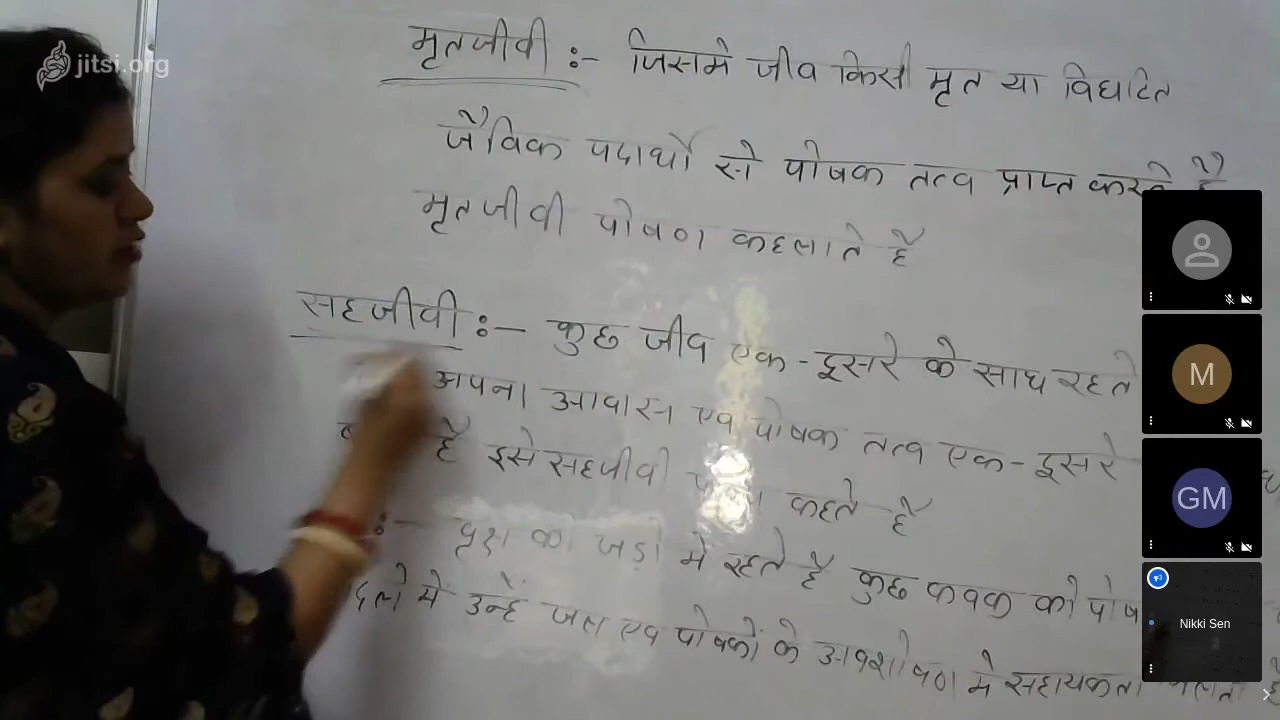 jitsi.org
मृतजीवी :- जिसमे जीव किसी मृत या विघटित
जैविक पदार्थो से पोषक तत्व प्राप्त करते है
मृतजीवी पोषण कहलाते है
सहजीवी :- कुछ जीव एक-दूसरे के साथ रहते
अपना आवास एव पोषक तत्व एक-दूसरे
है इसे सहजीवी कहते है
:- वृक्ष की जड़ो मे रहते है कुछ कवक को
मे उन्हें जल एव पोषकों के अवशोषण मे सहायकता
M
GM
Nikki Sen